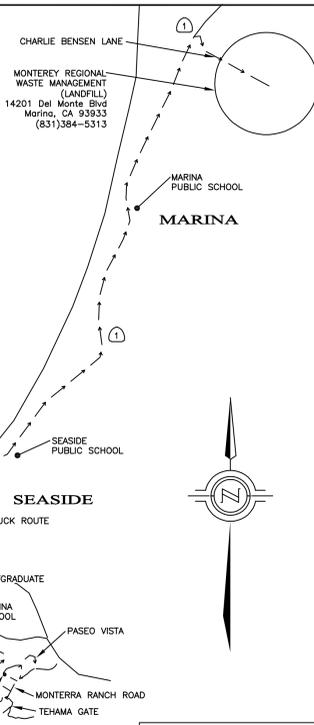 1
CHARLIE BENSEN LANE
MONTEREY REGIONAL
WASTE MANAGEMENT
(LANDFILL)
14201 Del Monte Blvd
Marina, CA 93933
(831)384-5313
MARINA
PUBLIC SCHOOL
MARINA
1
SEASIDE
PUBLIC SCHOOL
SEASIDE
UCK ROUTE
N
GRADUATE
NA
OOL
PASEO VISTA
MONTERRA RANCH ROAD
TEHAMA GATE